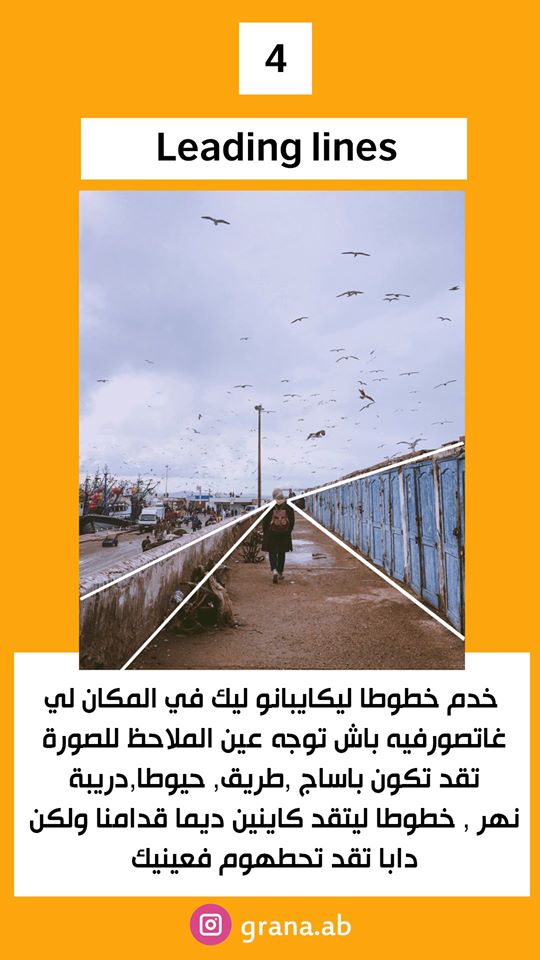 4
Leading lines
خدم خطوطا ليكايبانو ليك في المكان لي
غاتصورفيه باش توجه عين الملاحظ للصورة
تقد تكون باساج ,طريق, حيوطا,دريبة
نهر , خطوطا ليتقد كاينين ديما قدامنا ولكن
دابا تقد تحطهوم فعينيك
grana.ab